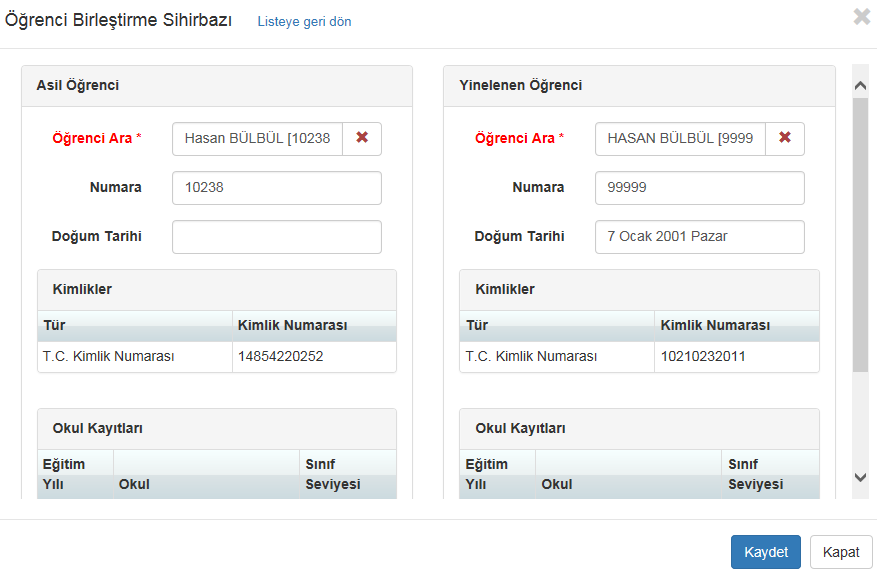 Öğrenci Birleştirme Sihirbazı Listeye geri dön
Asil Öğrenci
Öğrenci Ara * Hasan BÜLBÜL [10238
Numara 10238
Doğum Tarihi
Kimlikler
Tür Kimlik Numarası
T.C. Kimlik Numarası 14854220252
Okul Kayıtları
Eğitim Yılı Okul Sınıf Seviyesi
Yinelenen Öğrenci
Öğrenci Ara * HASAN BÜLBÜL [9999
Numara 99999
Doğum Tarihi 7 Ocak 2001 Pazar
Kimlikler
Tür Kimlik Numarası
T.C. Kimlik Numarası 10210232011
Okul Kayıtları
Eğitim Yılı Okul Sınıf Seviyesi
Kaydet Kapat